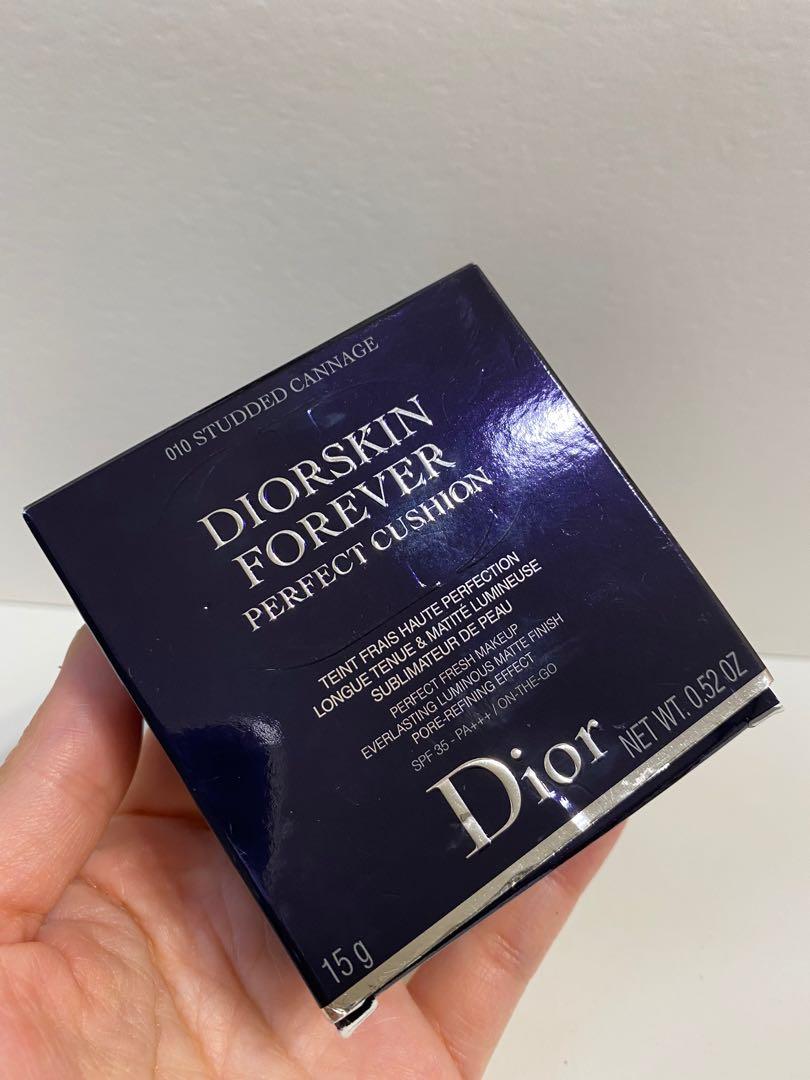 010 STUDDED CANNAGE
DIORSKIN
FOREVER
PERFECT CUSHION
TEINT FRAIS HAUTE PERFECTION
LONGUE TENUE & MATITÉ LUMINEUSE
SUBLIMATEUR DE PEAU
PERFECT FRESH MAKEUP
EVERLASTING LUMINOUS MATTE FINISH
PORE-REFINING EFFECT
SPF 35 - PA+++ / ON-THE-GO
Dior
15 g
NET WT. 0.52 OZ